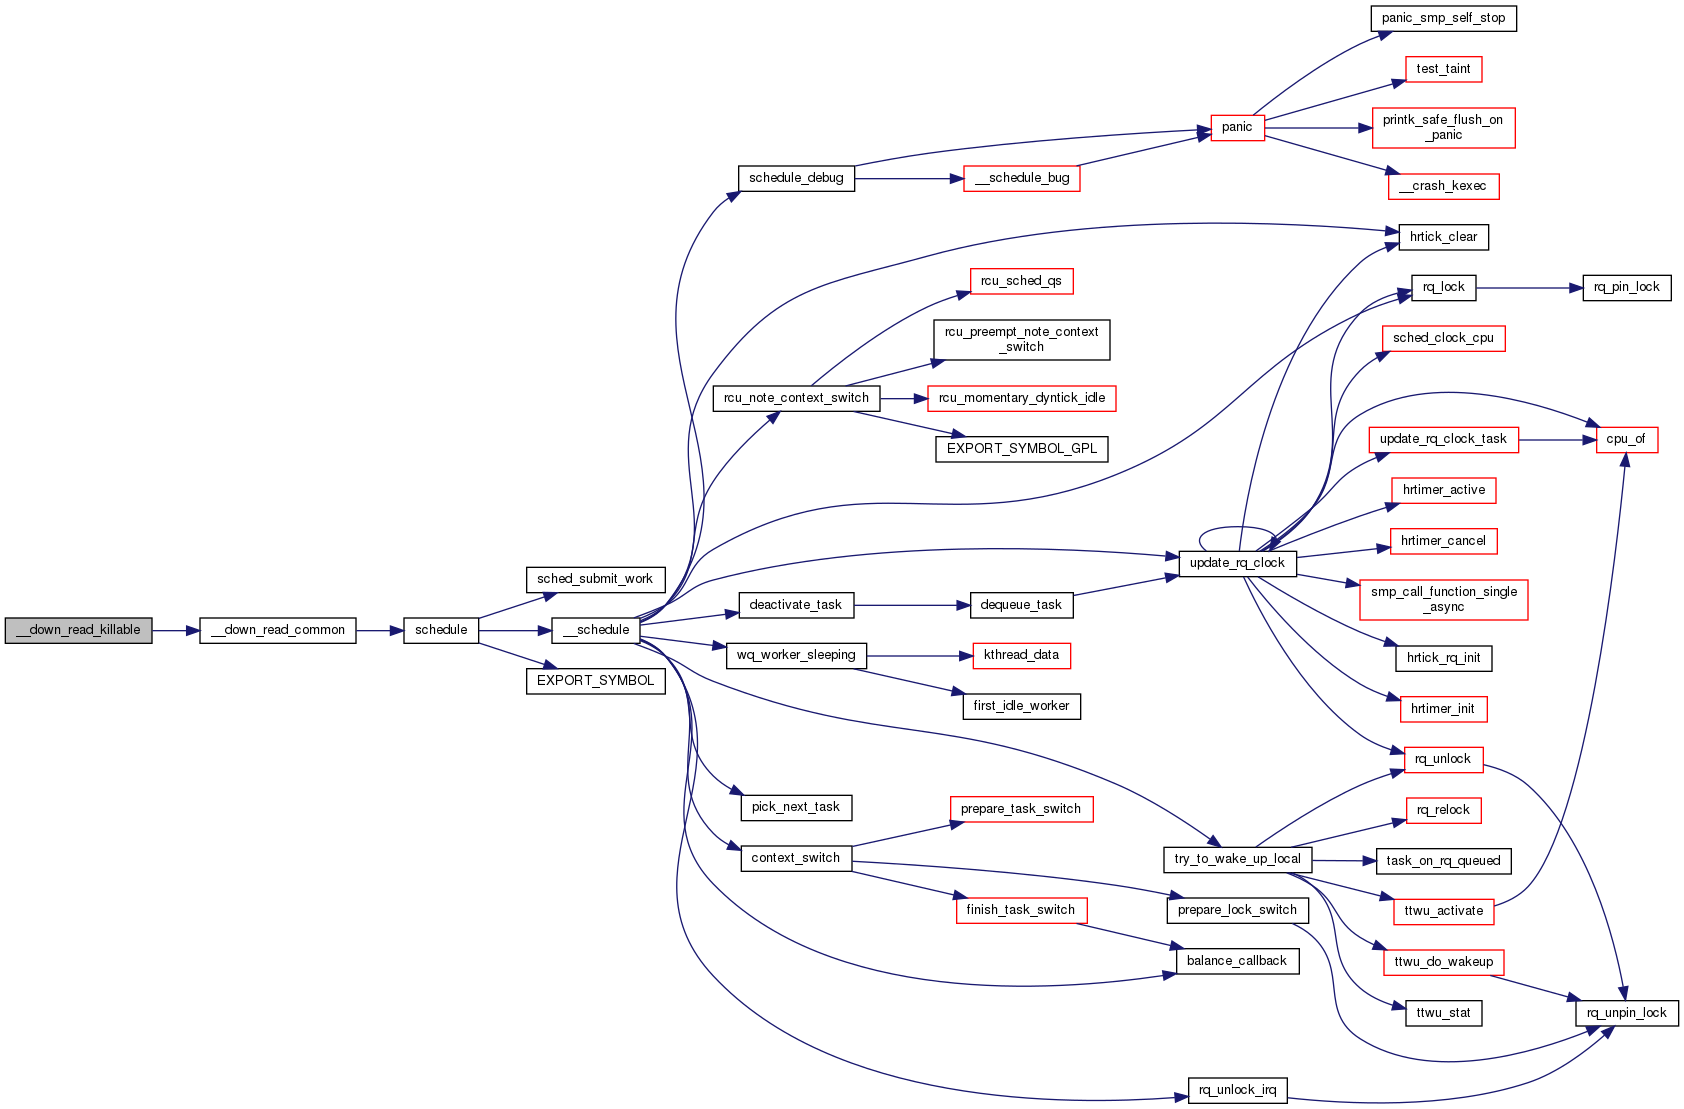 panic_smp_self_stop
test_taint
panic
printk_safe_flush_on
_panic
schedule_debug
__schedule_bug
__crash_kexec
hrtick_clear
rcu_sched_qs
rq_lock
rq_pin_lock
rcu_preempt_note_context
_switch
sched_clock_cpu
rcu_note_context_switch
rcu_momentary_dyntick_idle
update_rq_clock_task
cpu_of
EXPORT_SYMBOL_GPL
hrtimer_active
hrtimer_cancel
update_rq_clock
sched_submit_work
smp_call_function_single
_async
deactivate_task
dequeue_task
__down_read_killable
__down_read_common
schedule
__schedule
wq_worker_sleeping
kthread_data
hrtick_rq_init
EXPORT_SYMBOL
first_idle_worker
hrtimer_init
rq_unlock
pick_next_task
prepare_task_switch
rq_relock
context_switch
try_to_wake_up_local
task_on_rq_queued
finish_task_switch
prepare_lock_switch
ttwu_activate
balance_callback
ttwu_do_wakeup
ttwu_stat
rq_unpin_lock
rq_unlock_irq